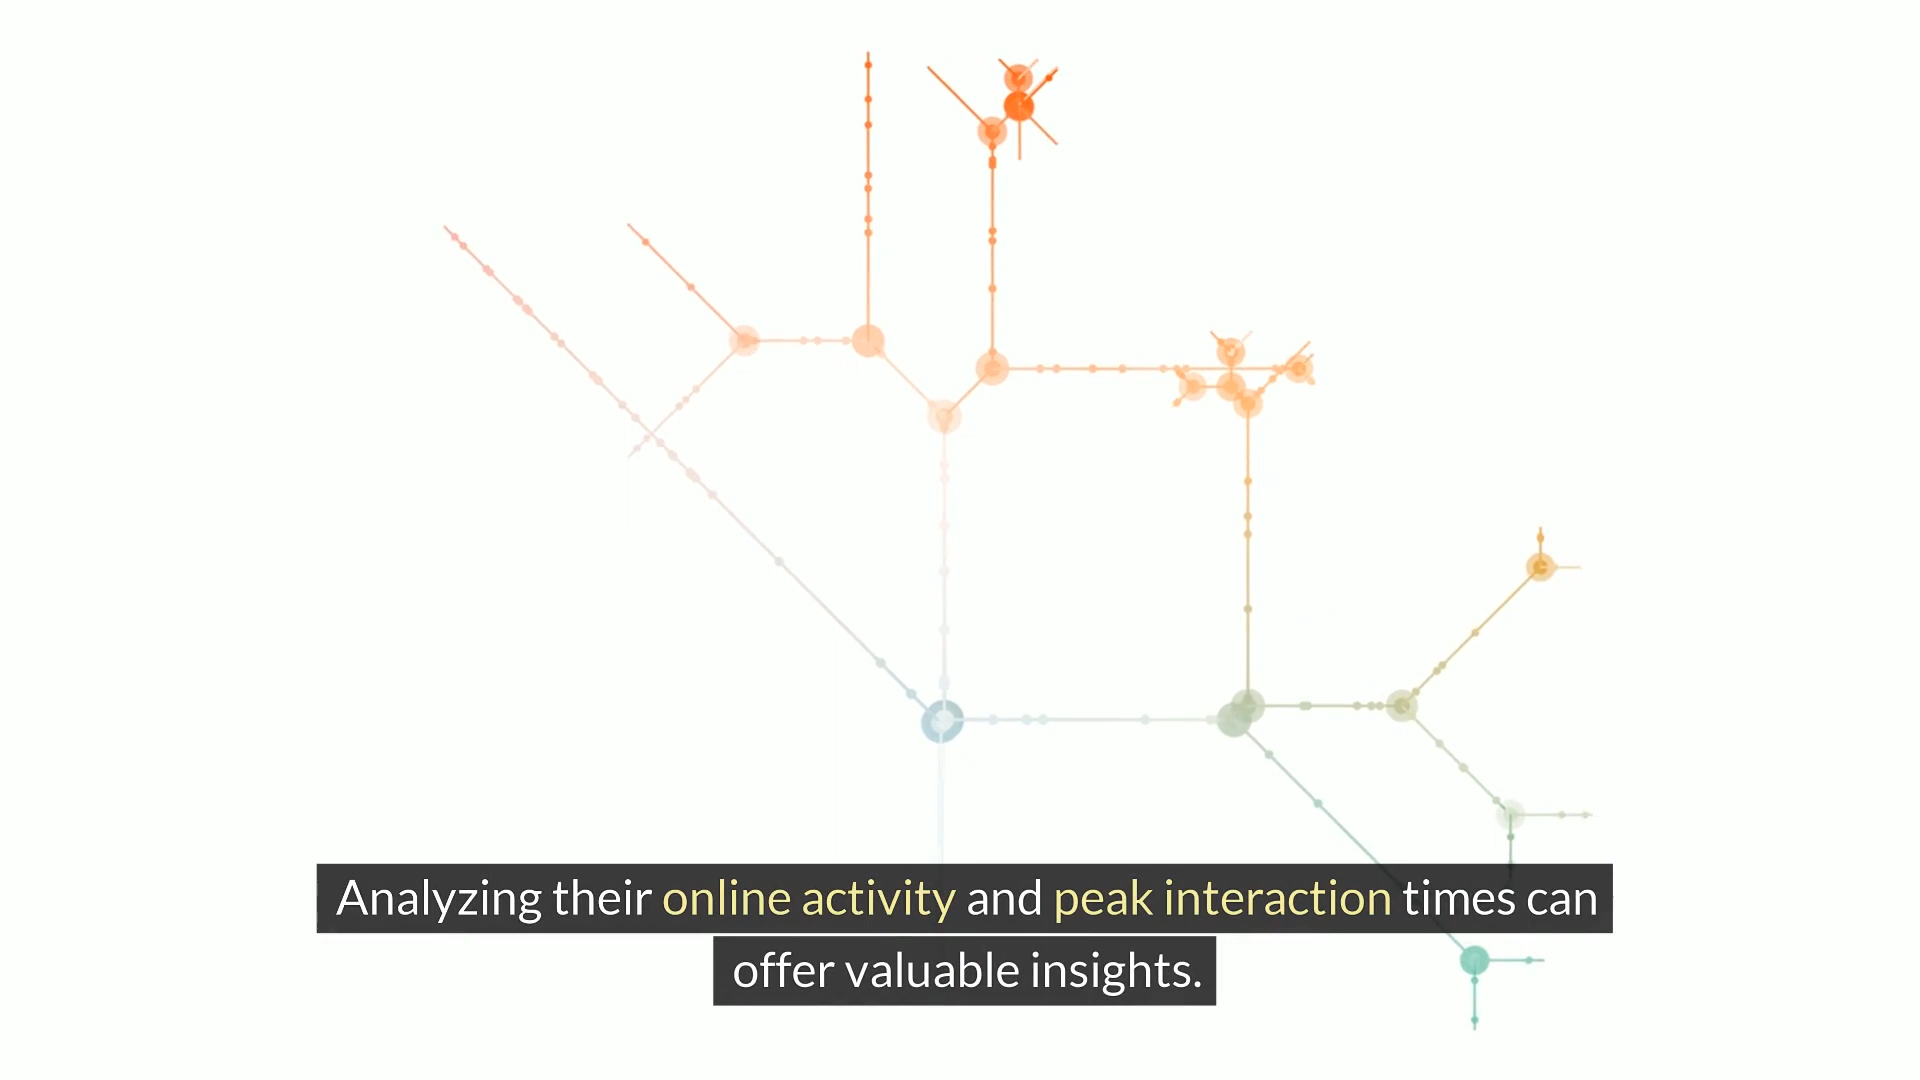 Analyzing their online activity and peak interaction times can
offer valuable insights.